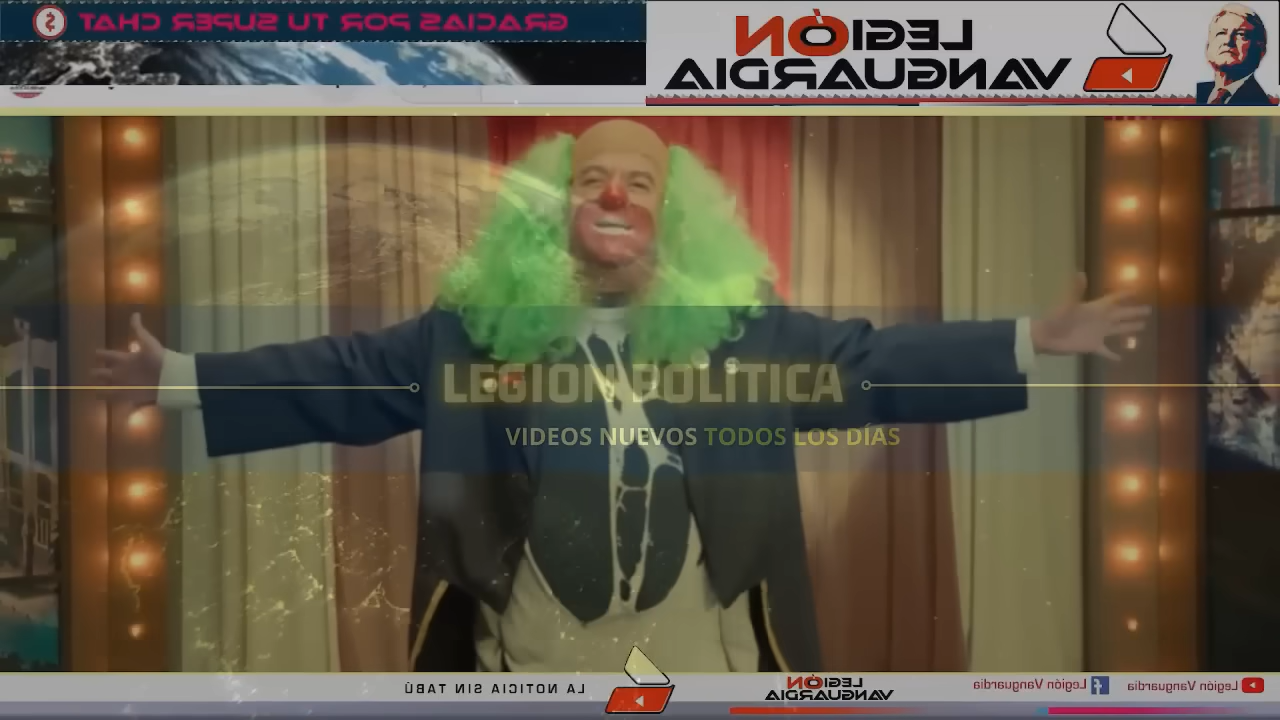 GRACIAS POR TU SUPER CHAT
LEGIÓN
VANGUARDIA
LEGION POLITICA
VIDEOS NUEVOS TODOS LOS DÍAS
LA NOTICIA SIN TABÚ
LEGIÓN
VANGUARDIA
Legión Vanguardia
Legión Vanguardia